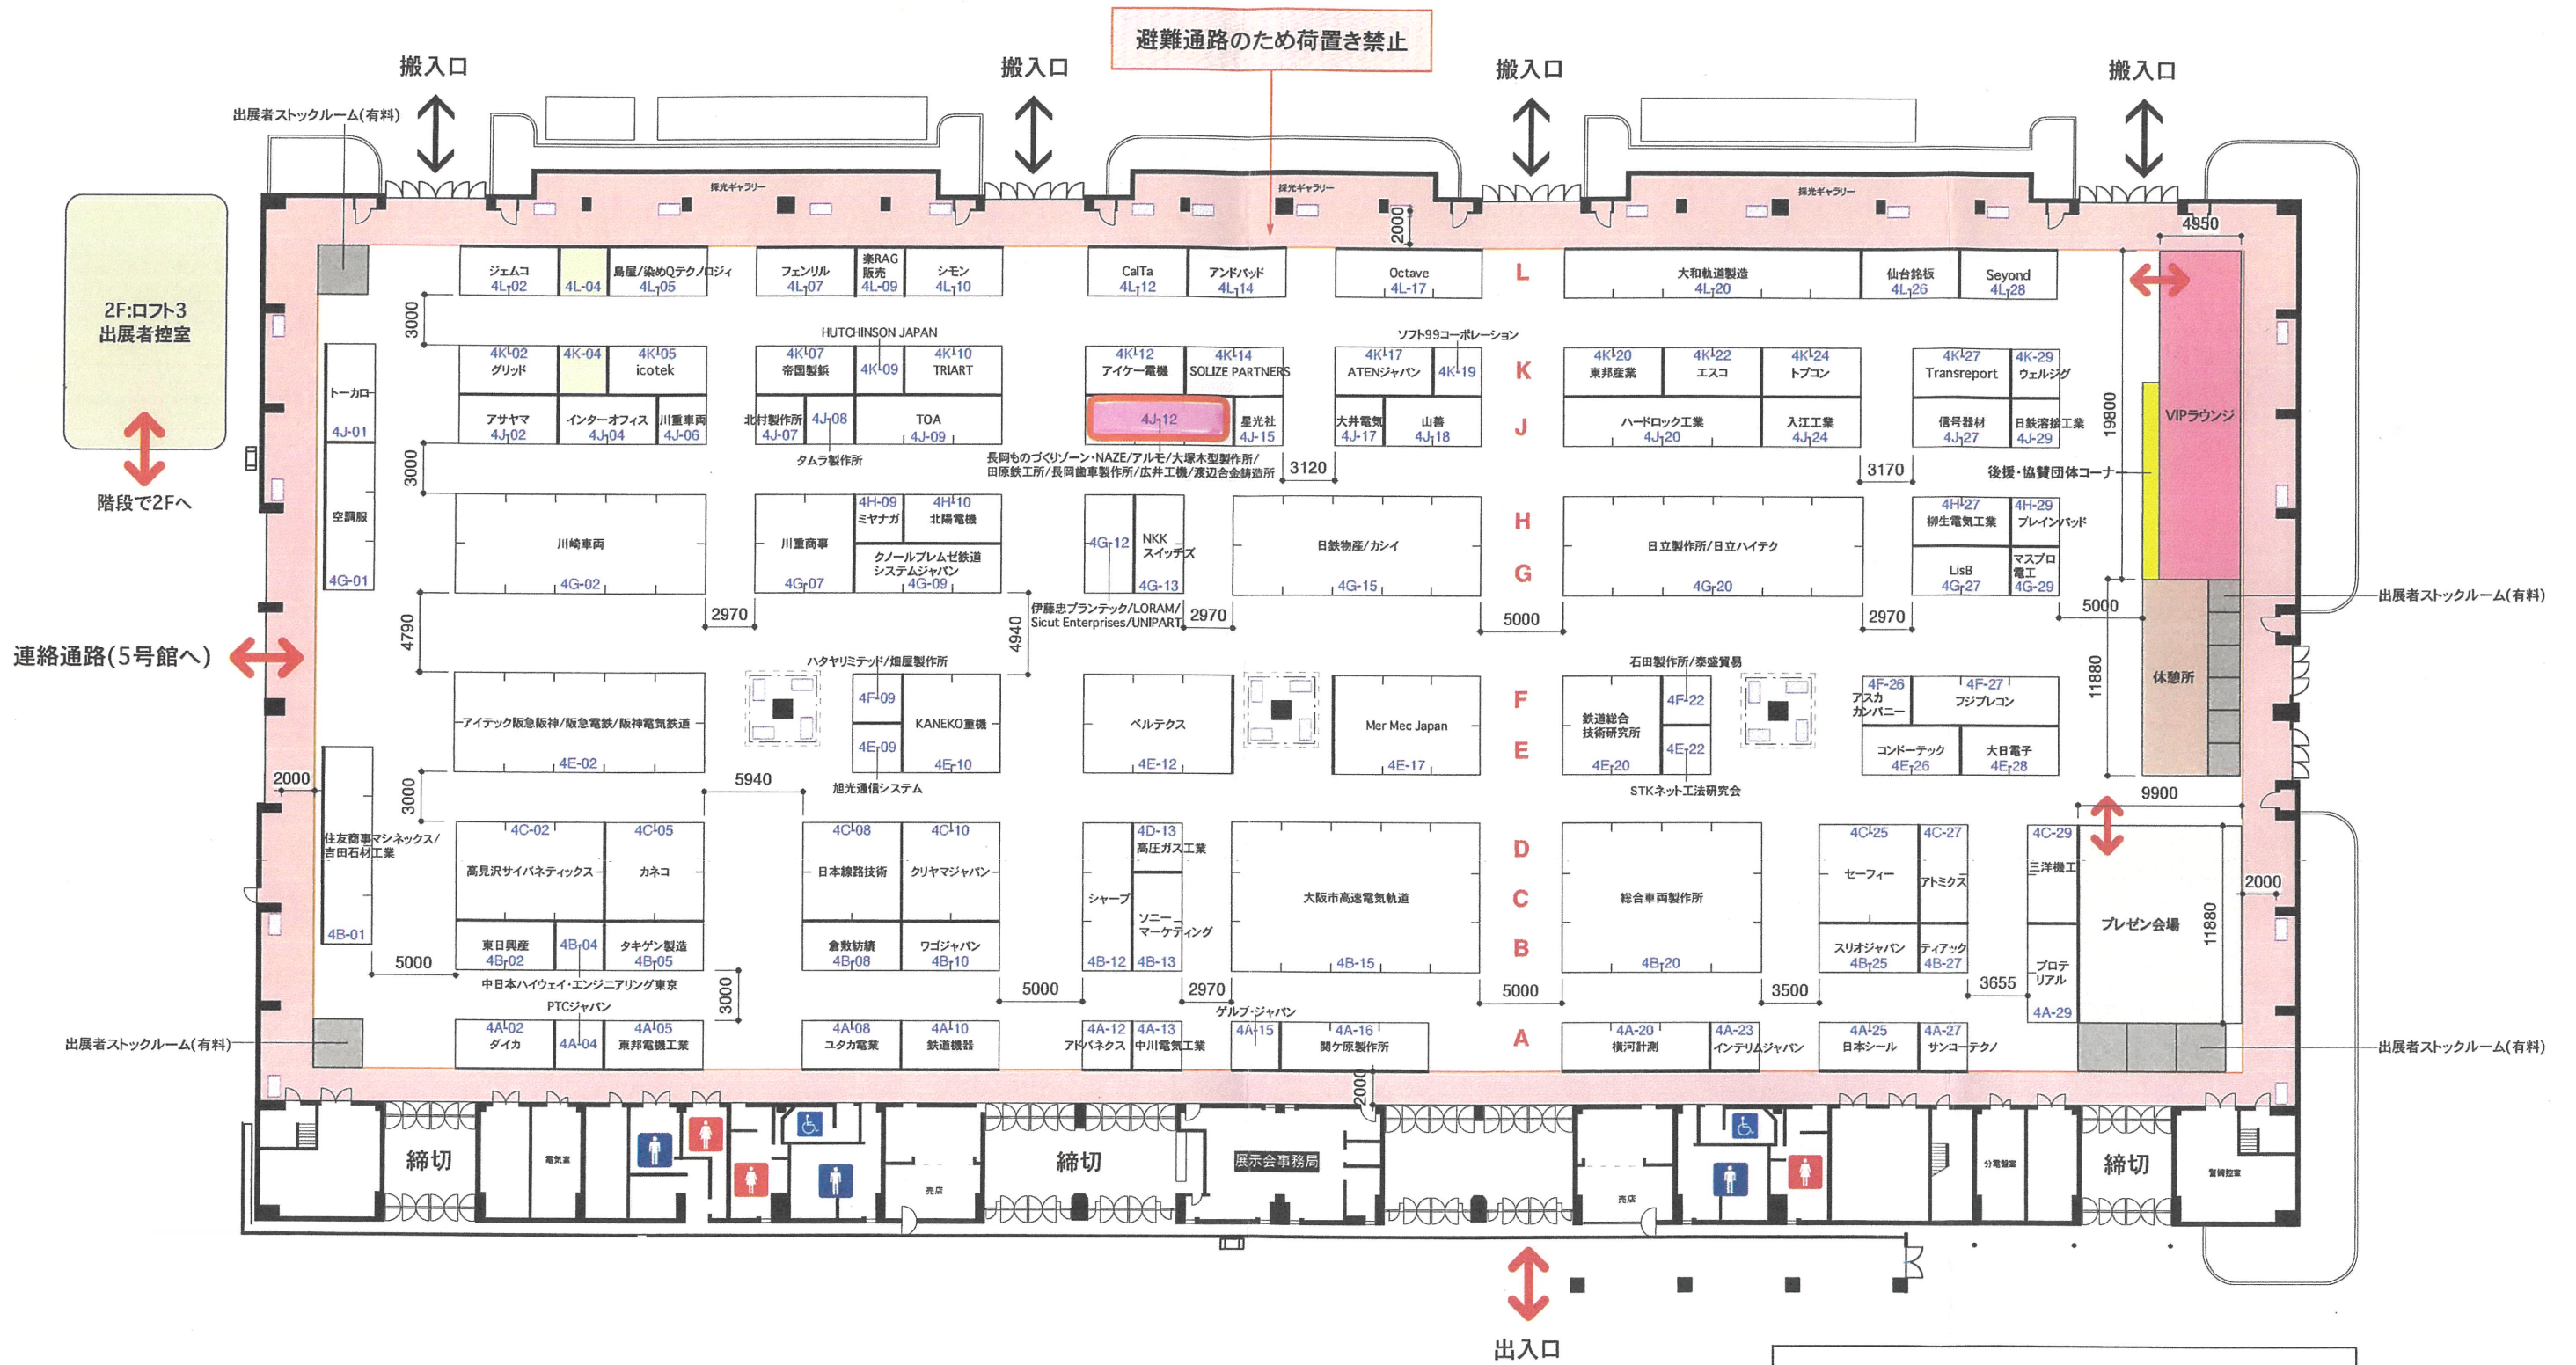 避難通路のため荷置き禁止
搬入口
搬入口
搬入口
搬入口
出展者ストックルーム(有料)
採光ギャラリー
採光ギャラリー
採光ギャラリー
2000
4950
2F:ロフト3
出展者控室
階段で2Fへ
連絡通路(5号館へ)
ジェムコ
4L-02
4L-04
島屋/染めQテクノロジィ
4L-05
フェンリル
4L-07
楽RAG
販売
4L-09
シモン
4L-10
CalTa
4L-12
アンドパッド
4L-14
Octave
4L-17
L
大和軌道製造
4L-20
仙台銘板
4L-26
Seyond
4L-28
3000
HUTCHINSON JAPAN
ソフト99コーポレーション
4K-02
グリッド
4K-04
4K-05
icotek
4K-07
帝国製鋲
4K-09
4K-10
TRIART
4K-12
アイケー電機
4K-14
SOLIZE PARTNERS
4K-17
ATENジャパン
4K-19
K
4K-20
東邦産業
4K-22
エスコ
4K-24
トプコン
4K-27
Transreport
4K-29
ウェルジグ
トーカロ
4J-01
アサヤマ
4J-02
インターオフィス
4J-04
川重車両
4J-06
北村製作所
4J-07
4J-08
タムラ製作所
TOA
4J-09
4J-12
長岡ものづくりゾーン・NAZE/アルモ/大塚木型製作所/
田原鉄工所/長岡歯車製作所/広井工機/渡辺合金鋳造所
星光社
4J-15
3120
大井電気
4J-17
山善
4J-18
J
ハードロック工業
4J-20
入江工業
4J-24
3170
信号器材
4J-27
日鉄溶接工業
4J-29
後援・協賛団体コーナー
19800
VIPラウンジ
3000
空調服
4G-01
川崎車両
4G-02
川重商事
4G-07
4H-09
ミヤナガ
4H-10
北陽電機
クノールブレムゼ鉄道
システムジャパン
4G-09
4G-12
伊藤忠プランテック/LORAM/
Sicut Enterprises/UNIPART
NKK
スイッチズ
4G-13
日鉄物産/カシイ
4G-15
H
G
日立製作所/日立ハイテク
4G-20
4H-27
柳生電気工業
4H-29
ブレインパッド
LisB
4G-27
マスプロ
電工
4G-29
出展者ストックルーム(有料)
4790
2970
4940
2970
5000
2970
5000
11880
休憩所
アイテック阪急阪神/阪急電鉄/阪神電気鉄道
4E-02
ハタヤリミテッド/畑屋製作所
4F-09
4E-09
旭光通信システム
KANEKO重機
4E-10
ベルテクス
4E-12
Mer Mec Japan
4E-17
F
E
鉄道総合
技術研究所
4E-20
石田製作所/泰盛貿易
4F-22
4E-22
STKネット工法研究会
4F-26
アスカ
カンパニー
4F-27
フジプレコン
コンドーテック
4E-26
大日電子
4E-28
2000
3000
5940
9900
住友商事マシネックス/
吉田石材工業
4B-01
4C-02
高見沢サイバネティックス
4C-05
カネコ
4C-08
日本線路技術
4C-10
クリヤマジャパン
シャープ
4B-12
4D-13
高圧ガス工業
ソニー
マーケティング
4B-13
大阪市高速電気軌道
4B-15
D
C
B
総合車両製作所
4B-20
4C-25
セーフィー
4C-27
アトミクス
4C-29
三洋機工
プレゼン会場
11880
2000
東日興産
4B-02
4B-04
中日本ハイウェイ・エンジニアリング東京
タキゲン製造
4B-05
倉敷紡績
4B-08
ワゴジャパン
4B-10
スリオジャパン
4B-25
ティアック
4B-27
プロテ
リアル
4A-29
5000
3000
5000
2970
5000
3500
3655
PTCジャパン
ゲルブ・ジャパン
出展者ストックルーム(有料)
4A-02
ダイカ
4A-04
4A-05
東邦電機工業
4A-08
ユタカ電業
4A-10
鉄道機器
4A-12
アドバネクス
4A-13
中川電気工業
4A-15
4A-16
関ケ原製作所
A
4A-20
横河計測
4A-23
インテリムジャパン
4A-25
日本シール
4A-27
サンコーテクノ
出展者ストックルーム(有料)
2000
締切
電気室
売店
締切
展示会事務局
売店
分電盤室
締切
警備控室
出入口